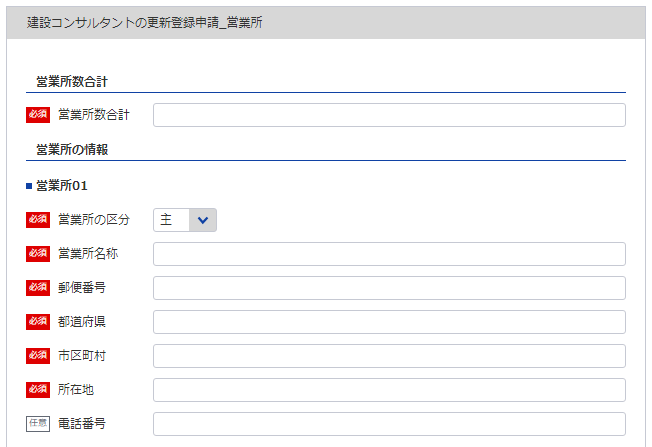 建設コンサルタントの更新登録申請_営業所
営業所数合計
必須 営業所数合計
営業所の情報
営業所01
必須 営業所の区分 主
必須 営業所名称
必須 郵便番号
必須 都道府県
必須 市区町村
必須 所在地
任意 電話番号